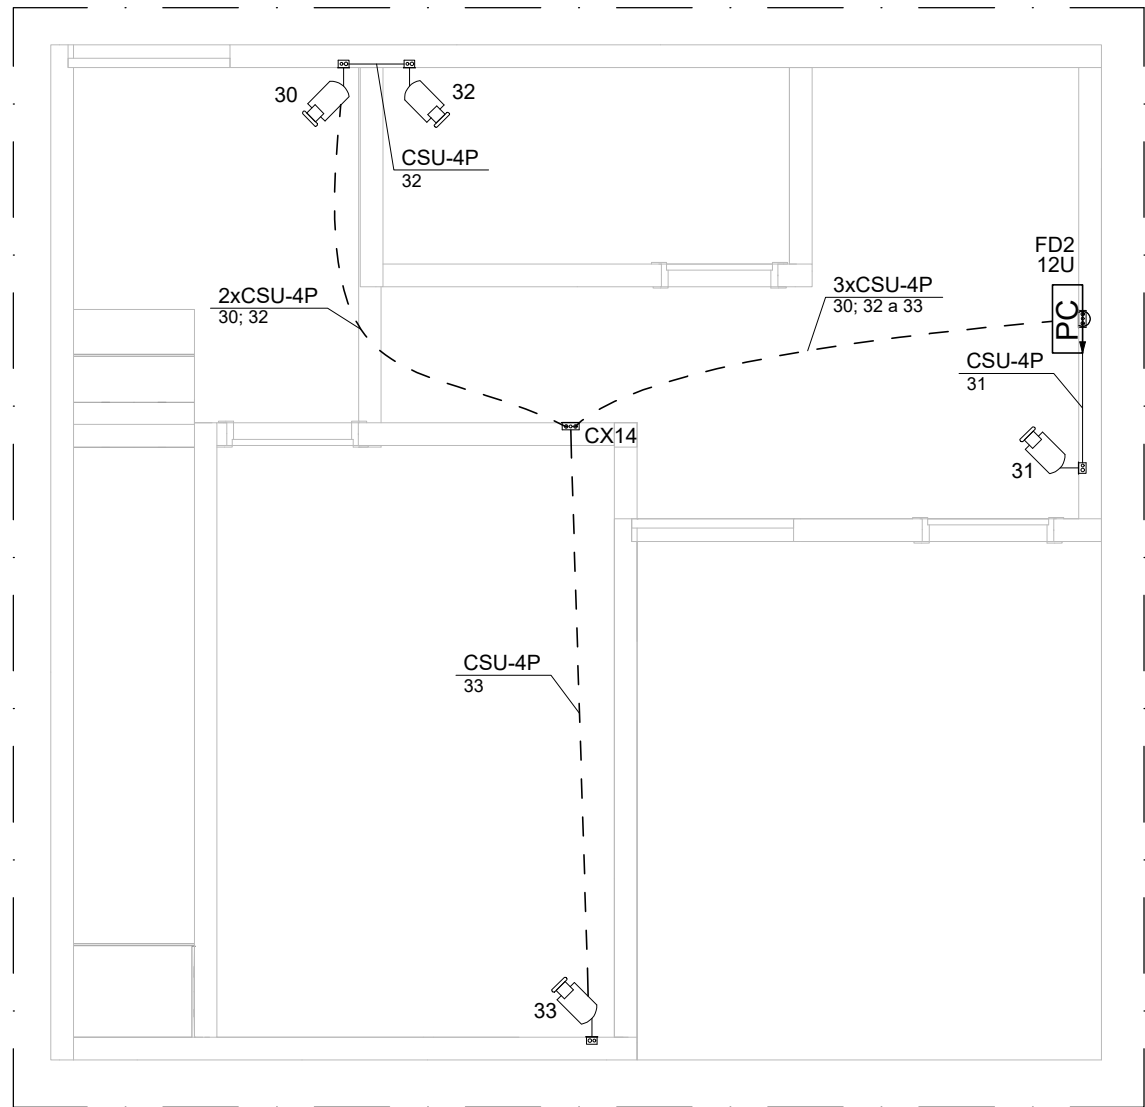 30
32
CSU-4P
32
FD2
12U
2xCSU-4P
30; 32
3xCSU-4P
30; 32 a 33
PC
CSU-4P
31
CX14
31
CSU-4P
33
33